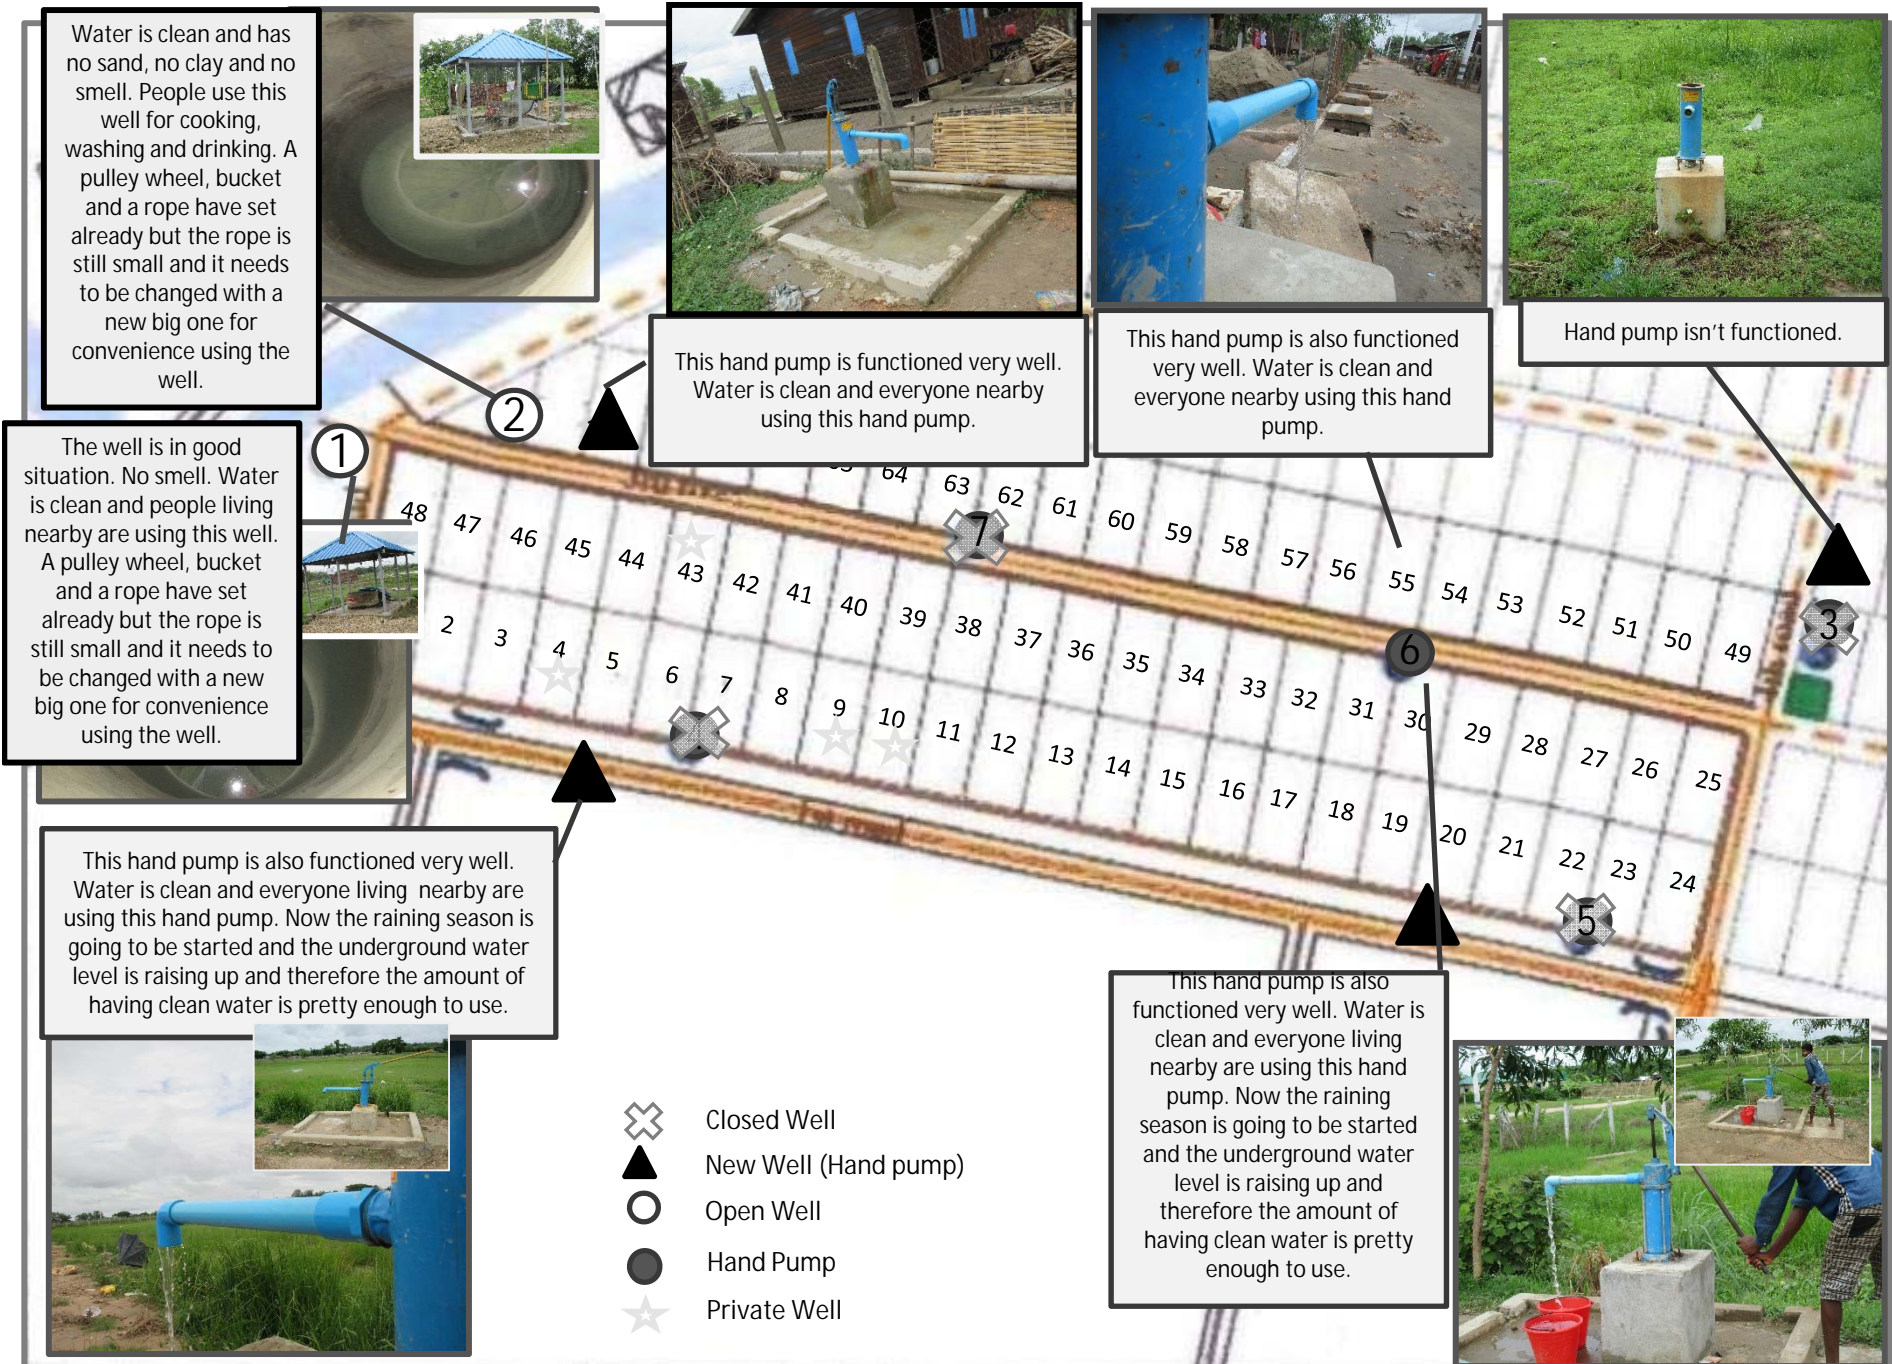 Water is clean and has
no sand, no clay and no
smell. People use this
well for cooking,
washing and drinking. A
pulley wheel, bucket
and a rope have set
already but the rope is
still small and it needs
to be changed with a
new big one for
convenience using the
well.
This hand pump is functioned very well.
Water is clean and everyone nearby
using this hand pump.
This hand pump is also functioned
very well. Water is clean and
everyone nearby using this hand
pump.
Hand pump isn't functioned.
2
1
The well is in good
situation. No smell. Water
is clean and people living
nearby are using this well.
A pulley wheel, bucket
and a rope have set
already but the rope is
still small and it needs to
be changed with a new
big one for convenience
using the well.
64 63 62 61 60 59 58 57 56 55 54 53 52 51 50 49
7
6
3
48 47 46 45 44 43 42 41 40 39 38 37 36 35 34 33 32 31 30 29 28 27 26 25
2 3 4 5 6 7 8 9 10 11 12 13 14 15 16 17 18 19 20 21 22 23 24
5
This hand pump is also functioned very well.
Water is clean and everyone living nearby are
using this hand pump. Now the raining season is
going to be started and the underground water
level is raising up and therefore the amount of
having clean water is pretty enough to use.
This hand pump is also
functioned very well. Water is
clean and everyone living
nearby are using this hand
pump. Now the raining
season is going to be started
and the underground water
level is raising up and
therefore the amount of
having clean water is pretty
enough to use.
Closed Well
New Well (Hand pump)
Open Well
Hand Pump
Private Well